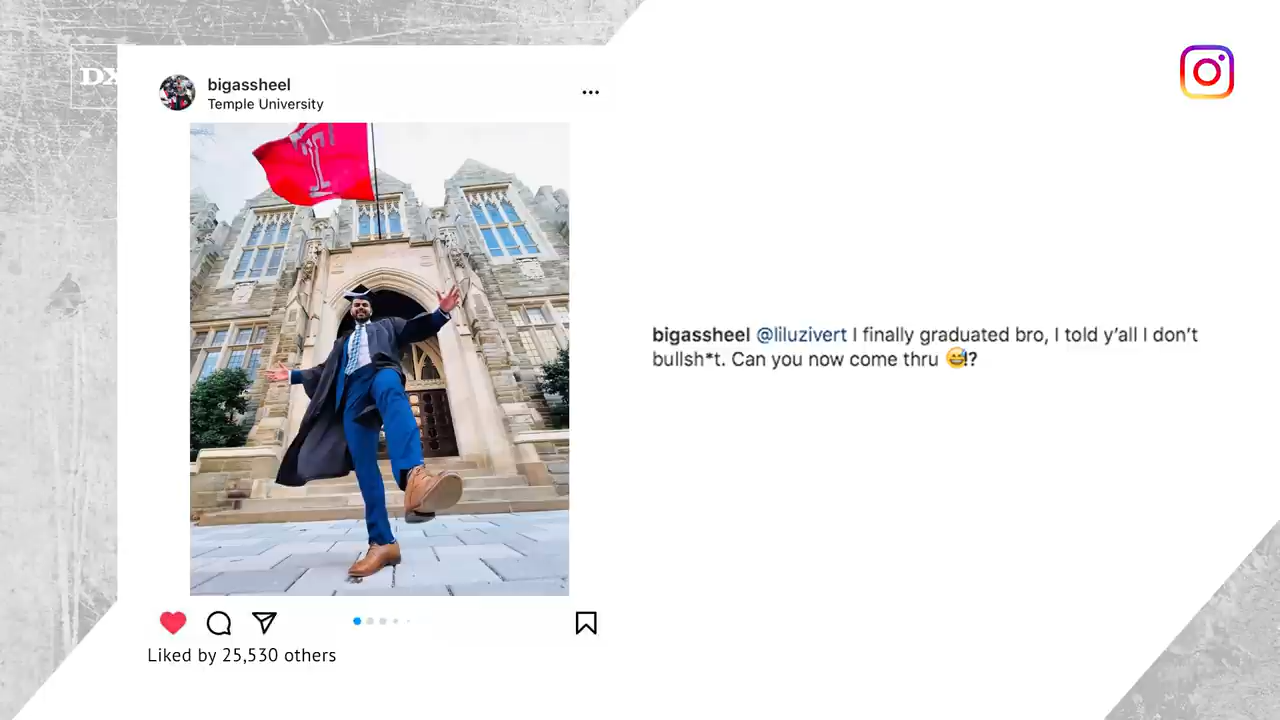 DX
bigassheel
Temple University
T
Liked by 25,530 others
bigassheel @liluzivert I finally graduated bro, I told y’all I don’t
bullsh*t. Can you now come thru 😅!?